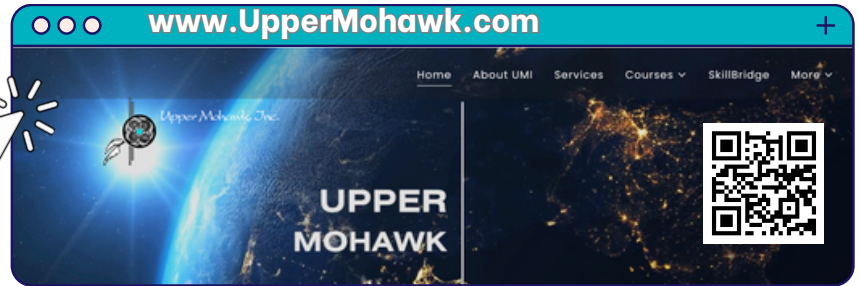 www.UpperMohawk.com
Home About UMI Services Courses SkillBridge More
Upper Mohawk, Inc.
UPPER
MOHAWK